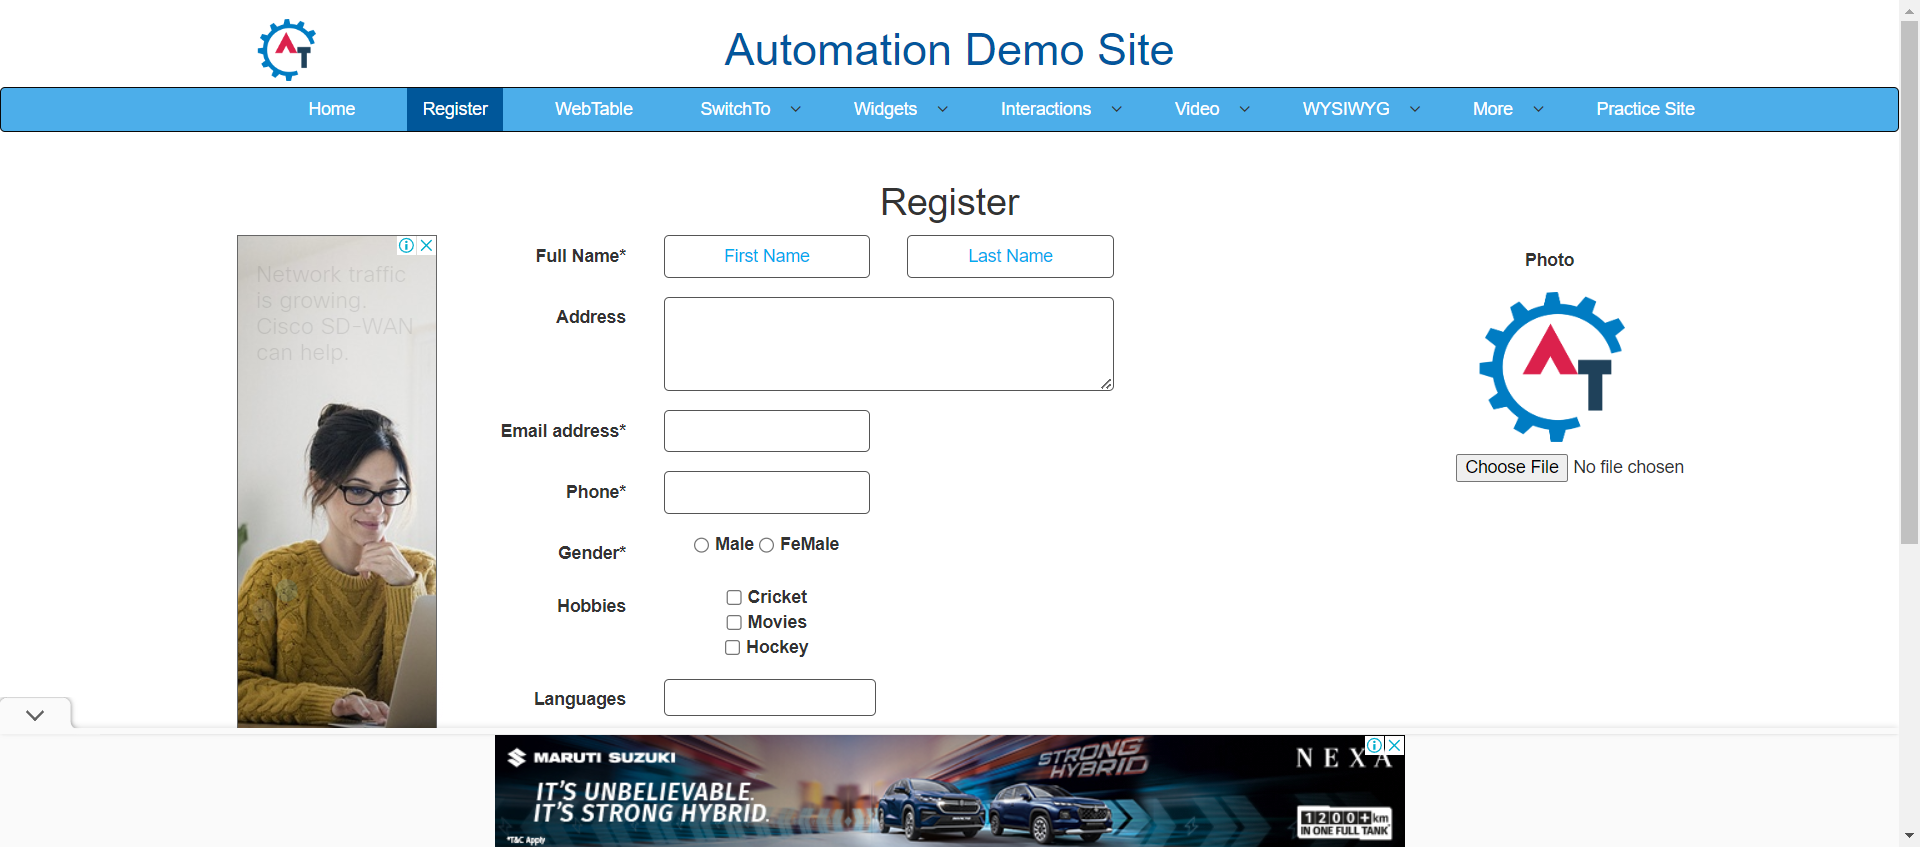 AT
Automation Demo Site
Home Register WebTable SwitchTo Widgets Interactions Video WYSIWYG More Practice Site
Register
Network traffic
is growing.
Cisco SD-WAN
can help.
Full Name* First Name Last Name
Address
Email address*
Phone*
Gender* Male FeMale
Hobbies
Cricket
Movies
Hockey
Languages
Photo
AT
Choose File No file chosen
MARUTI SUZUKI
IT'S UNBELIEVABLE.
IT'S STRONG HYBRID.
*T&C Apply
STRONG
HYBRID
NEXA
1200+km
IN ONE FULL TANK*